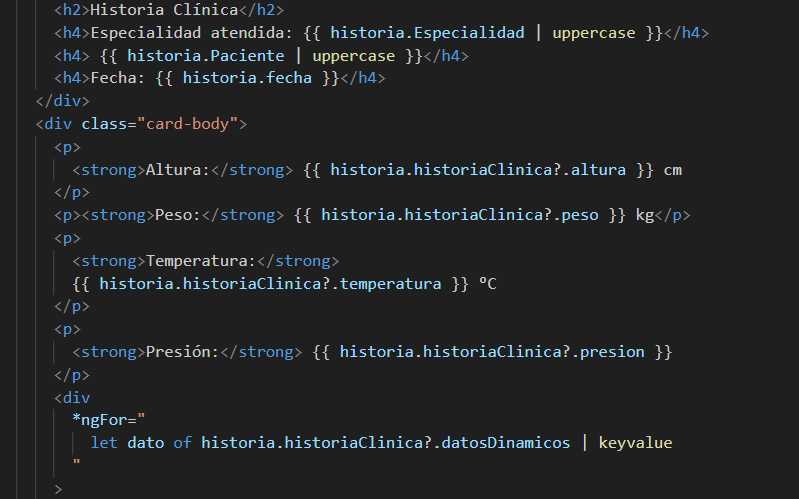 <h2>Historia Clínica</h2>
<h4>Especialidad atendida: {{ historia.Especialidad | uppercase }}</h4>
<h4> {{ historia.Paciente | uppercase }}</h4>
<h4>Fecha: {{ historia.fecha }}</h4>
</div>
<div class="card-body">
<p>
<strong>Altura:</strong> {{ historia.historiaClinica?.altura }} cm
</p>
<p><strong>Peso:</strong> {{ historia.historiaClinica?.peso }} kg</p>
<p>
<strong>Temperatura:</strong>
{{ historia.historiaClinica?.temperatura }} ºC
</p>
<p>
<strong>Presión:</strong> {{ historia.historiaClinica?.presion }}
</p>
<div
*ngFor="
let dato of historia.historiaClinica?.datosDinamicos | keyvalue
"
>